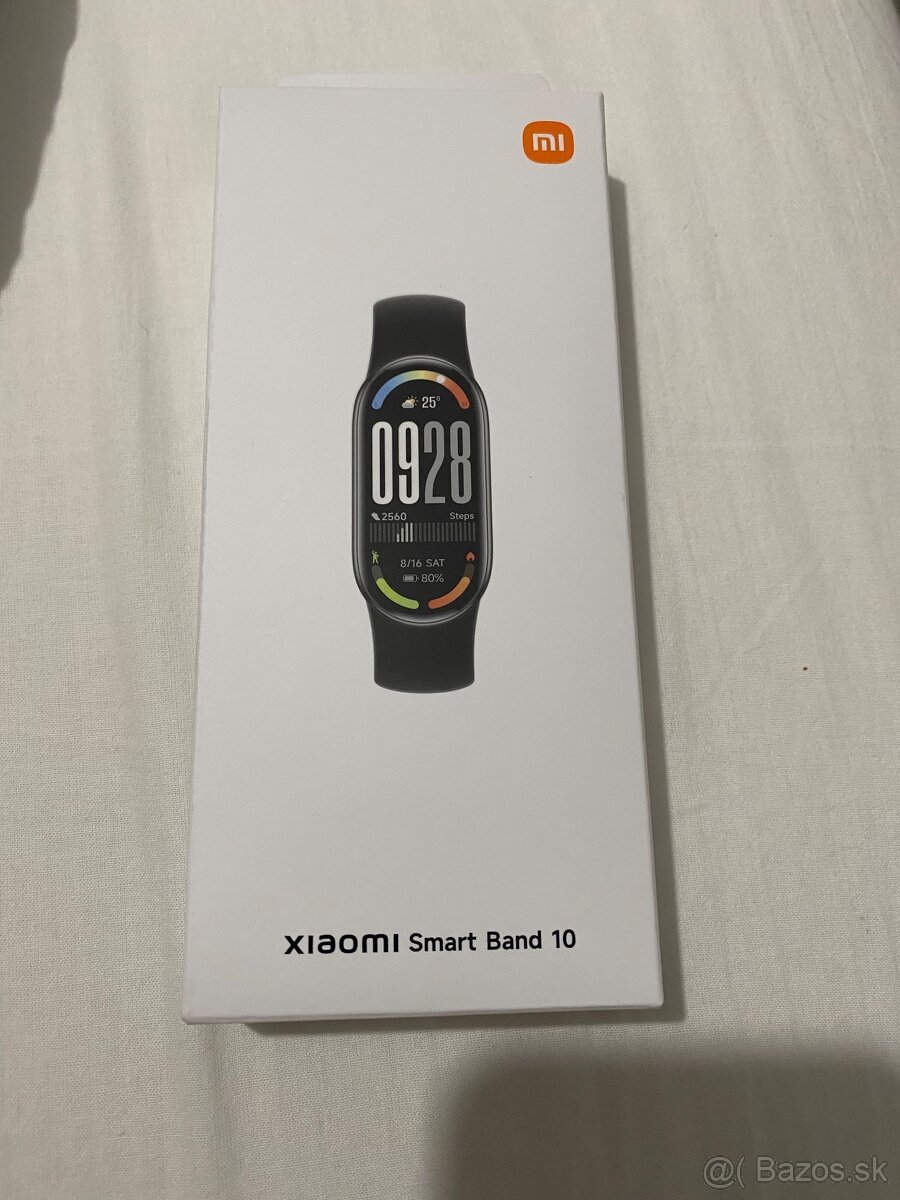 mi
25°
0928
2560 Steps
8/16 SAT
80%
xiaomi Smart Band 10
@( Bazos.sk